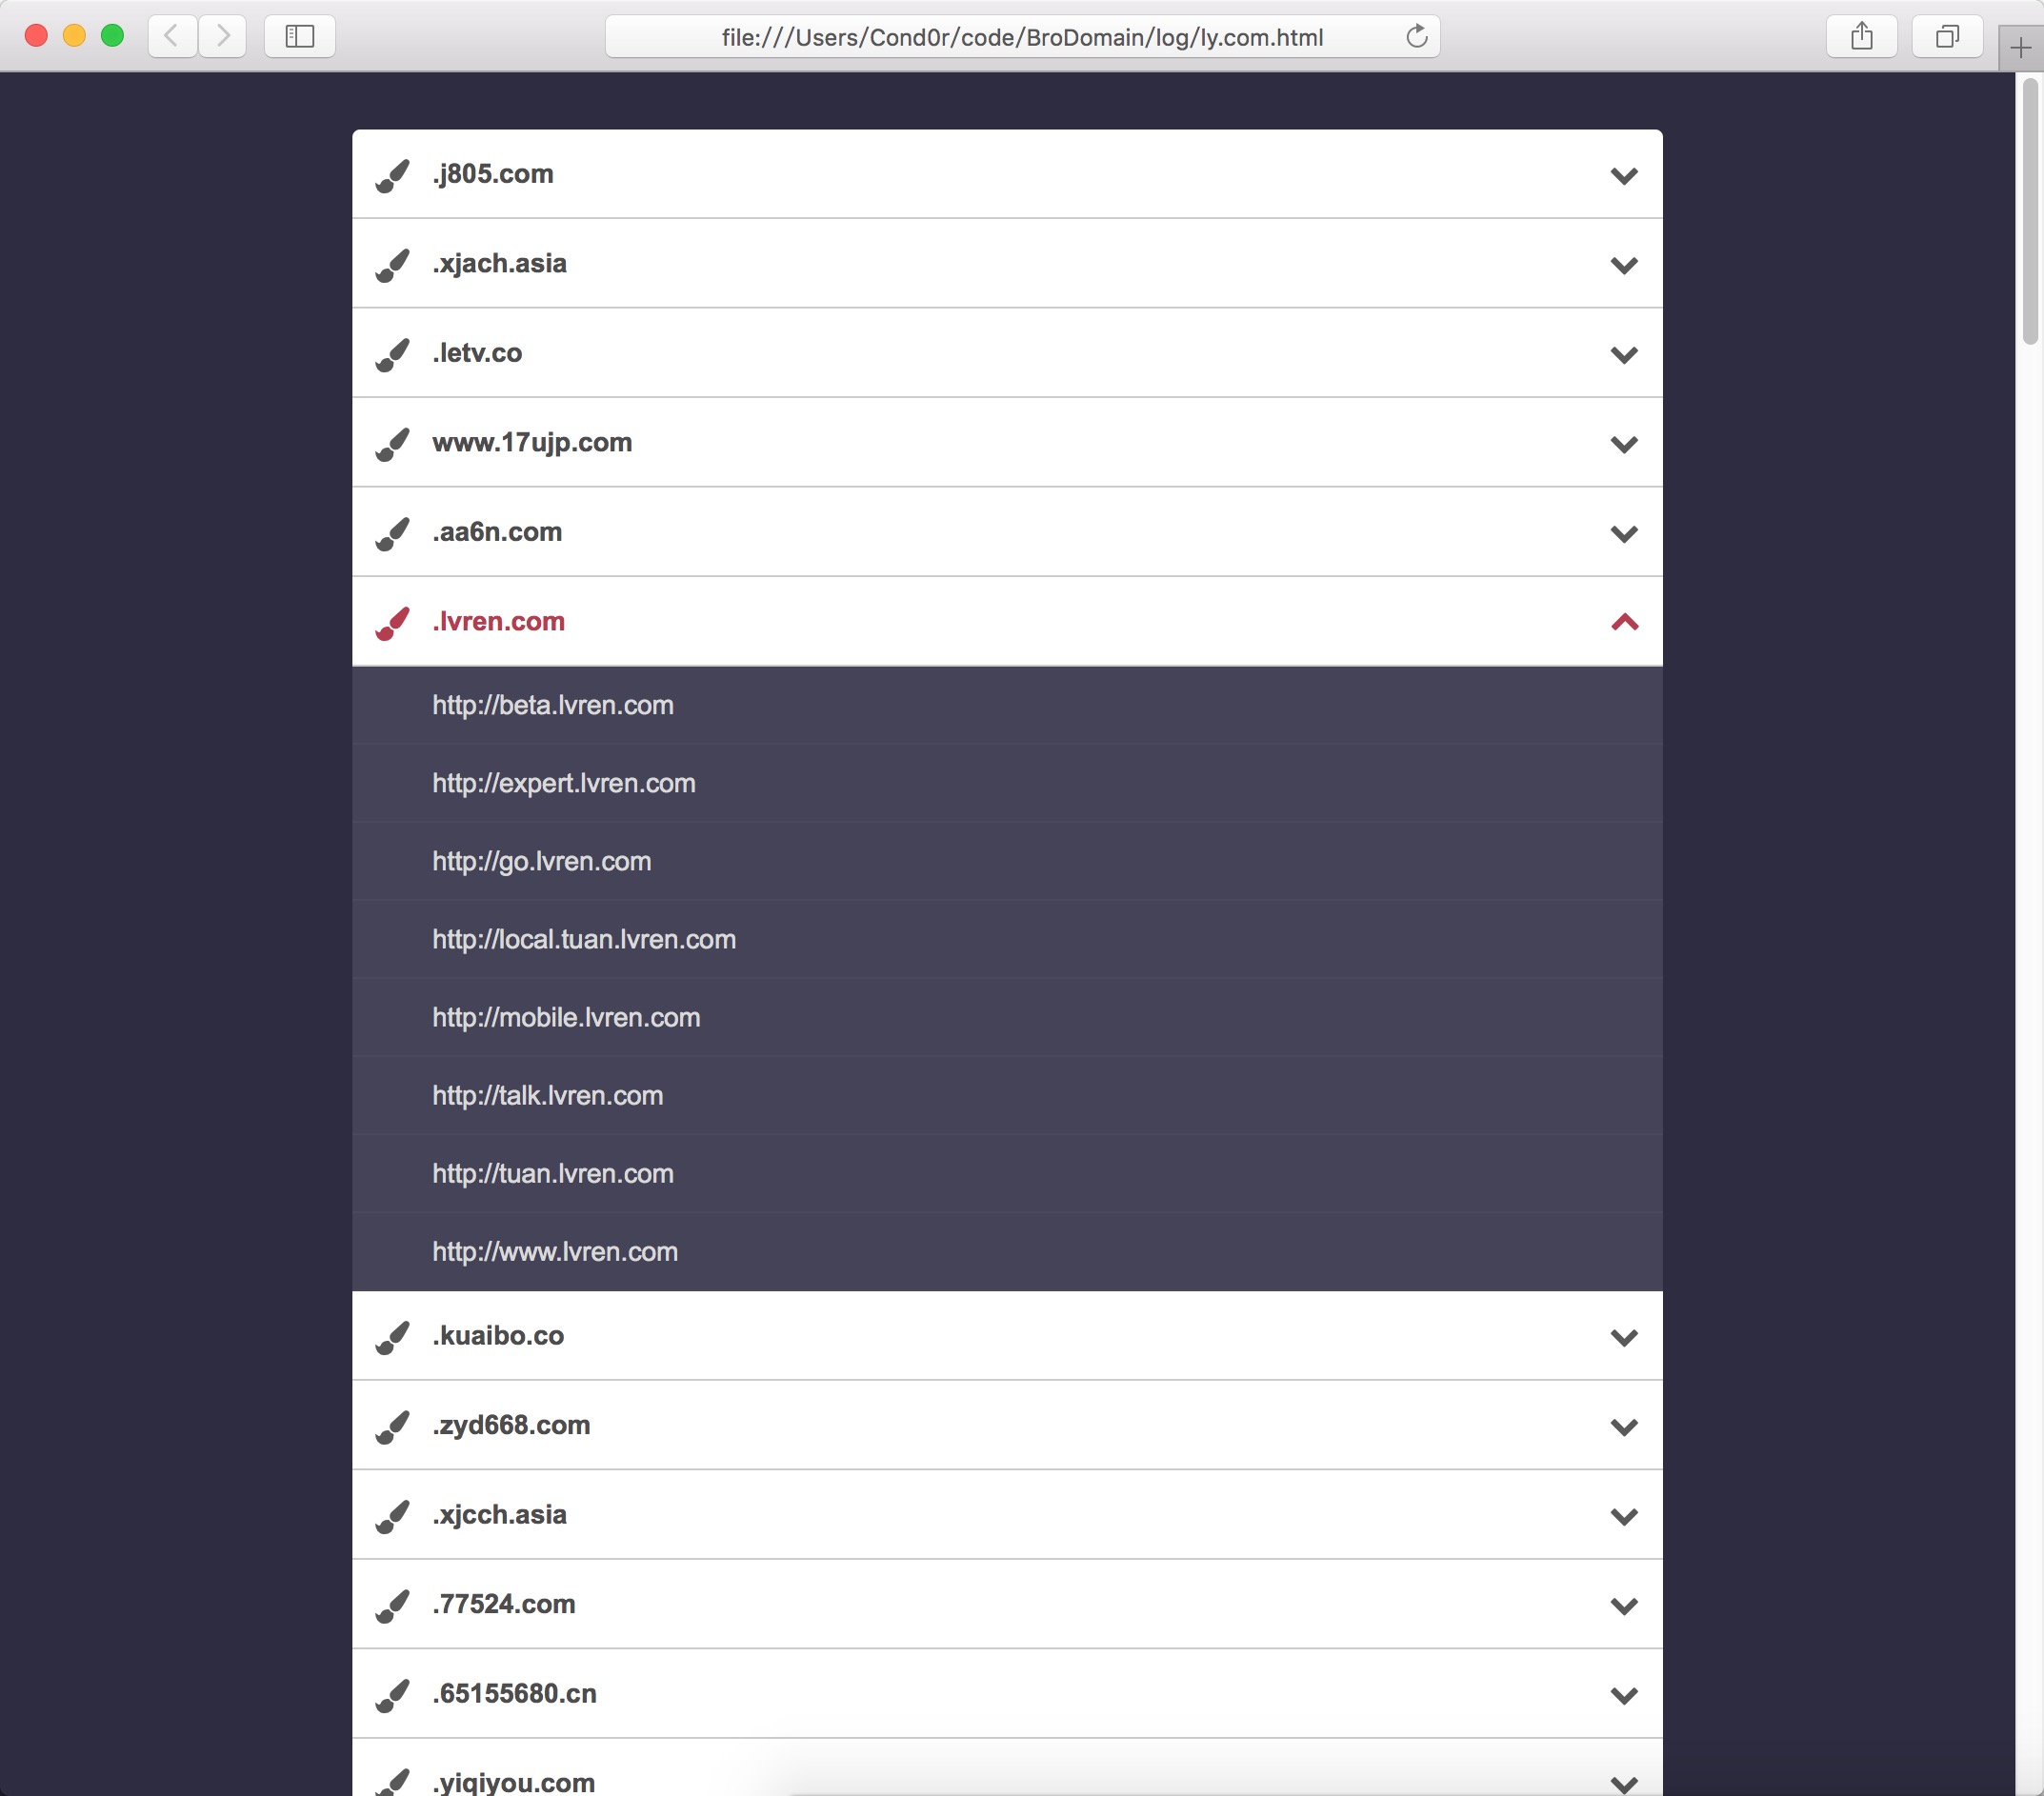 file:///Users/Cond0r/code/BroDomain/log/ly.com.html
.j805.com
.xjach.asia
.letv.co
www.17ujp.com
.aa6n.com
.lvren.com
http://beta.lvren.com
http://expert.lvren.com
http://go.lvren.com
http://local.tuan.lvren.com
http://mobile.lvren.com
http://talk.lvren.com
http://tuan.lvren.com
http://www.lvren.com
.kuaibo.co
.zyd668.com
.xjcch.asia
.77524.com
.65155680.cn
.yiqiyou.com